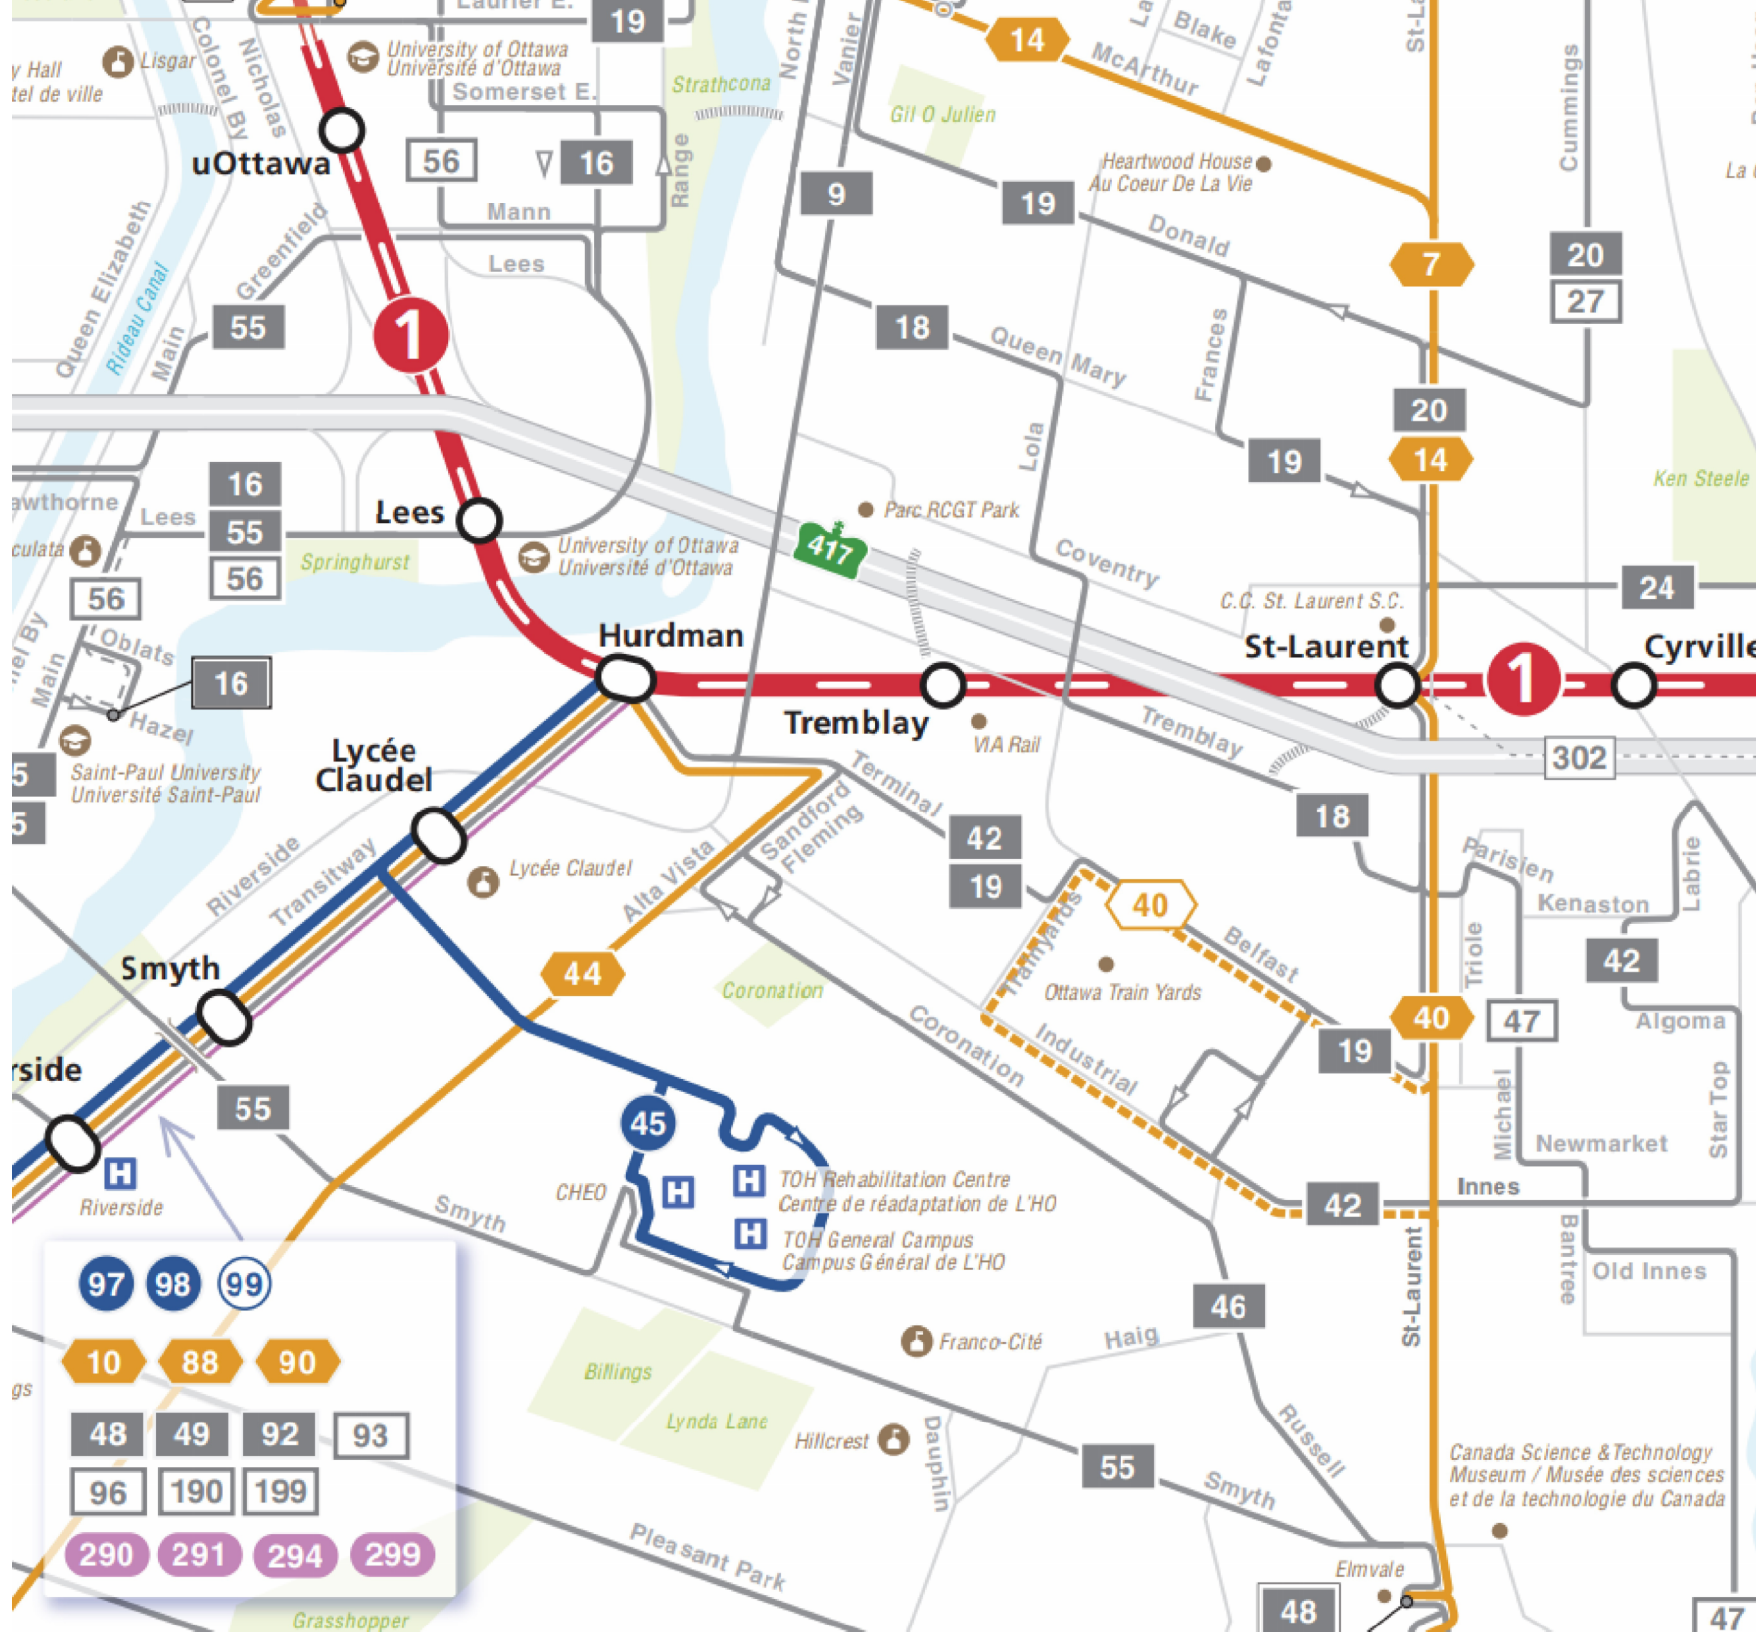 Laurier E.
19
14
Blake
McArthur
Lafonta
Lisgar
y Hall
tel de ville
Colonel By
Nicholas
University of Ottawa
Université d'Ottawa
Somerset E.
Strathcona
Vanier
Gil O Julien
Cummings
Heartwood House
Au Coeur De La Vie
uOttawa
56
16
Range
9
19
Donald
7
20
27
Queen Elizabeth
Rideau Canal
Greenfield
Mann
Lees
55
Main
1
18
Queen Mary
Frances
20
14
Lola
19
Ken Steele
awthorne
Lees
16
55
56
Lees
Springhurst
University of Ottawa
Université d'Ottawa
Parc RCGT Park
417
Coventry
24
C.C. St. Laurent S.C.
culata
56
Oblats
Main
16
Hazel
Hurdman
Tremblay
VIA Rail
St-Laurent
1
Cyrville
Tremblay
302
5
5
Saint-Paul University
Université Saint-Paul
Lycée
Claudel
Riverside
Transitway
Lycée Claudel
Terminal
Sandford
Fleming
Alta Vista
42
19
18
Parisien
Kenaston
Labrie
Triole
42
Algoma
Star Top
Smyth
44
Coronation
Coronation
Trainyards
40
Belfast
Ottawa Train Yards
Industrial
19
40
47
Michael
Newmarket
rside
55
Riverside
45
CHEO
TOH Rehabilitation Centre
Centre de réadaptation de L'HO
TOH General Campus
Campus Général de L'HO
Smyth
42
Innes
Bantree
Old Innes
St-Laurent
46
Haig
Russell
97 98 99
10 88 90
48 49 92 93
96 190 199
290 291 294 299
gs
Billings
Lynda Lane
Franco-Cité
Hillcrest
Dauphin
55
Smyth
Canada Science & Technology
Museum / Musée des sciences
et de la technologie du Canada
Pleasant Park
Grasshopper
Elmvale
48
47